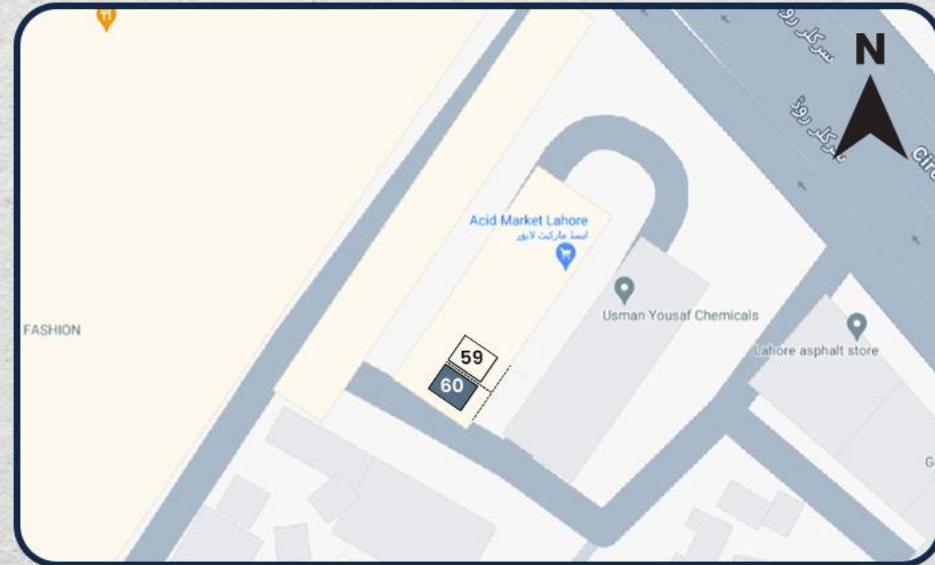 سرکلر روڈ
N
سرکلر روڈ
Acid Market Lahore
ایسڈ مارکیٹ لاہور
Usman Yousaf Chemicals
FASHION
Lahore asphalt store
59
60